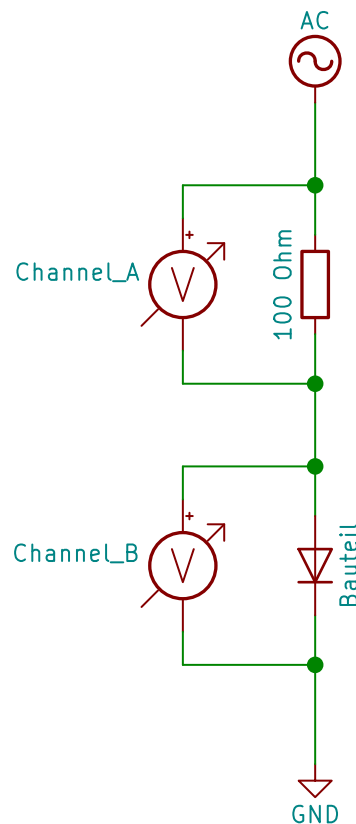 AC
+
Channel_A
V
100 Ohm
+
Channel_B
V
Bauteil
GND